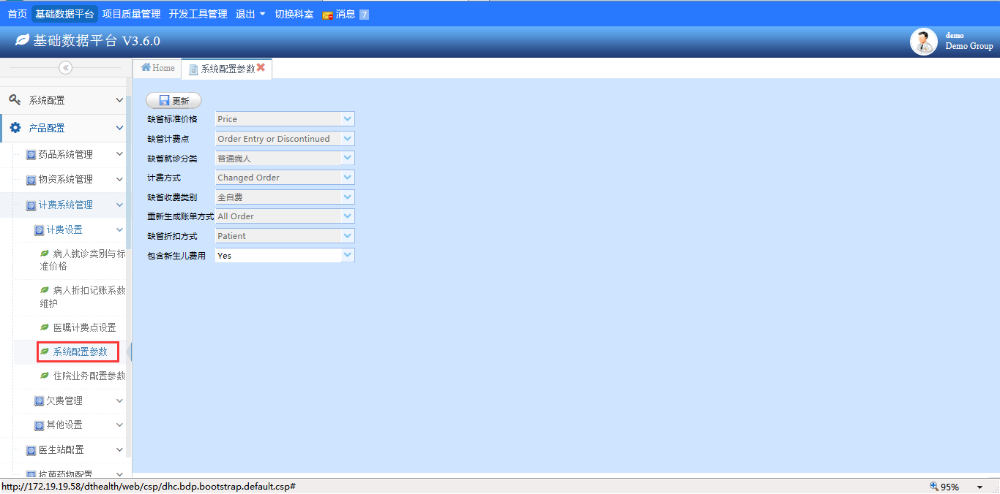 首页 基础数据平台 项目质量管理 开发工具管理 退出 切换科室 消息 7
基础数据平台 V3.6.0
demo
Demo Group
Home 系统配置参数
系统配置
产品配置
药品系统管理
物资系统管理
计费系统管理
计费设置
病人就诊类别与标
准价格
病人折扣记账系数
维护
医嘱计费点设置
系统配置参数
住院业务配置参数
欠费管理
其他设置
医生站配置
抗菌药物配置
更新
缺省标准价格 Price
缺省计费点 Order Entry or Discontinued
缺省就诊分类 普通病人
计费方式 Changed Order
缺省收费类别 全自费
重新生成账单方式 All Order
缺省折扣方式 Patient
包含新生儿费用 Yes
http://172.19.19.58/dthealth/web/csp/dhc.bdp.bootstrap.default.csp# 95%